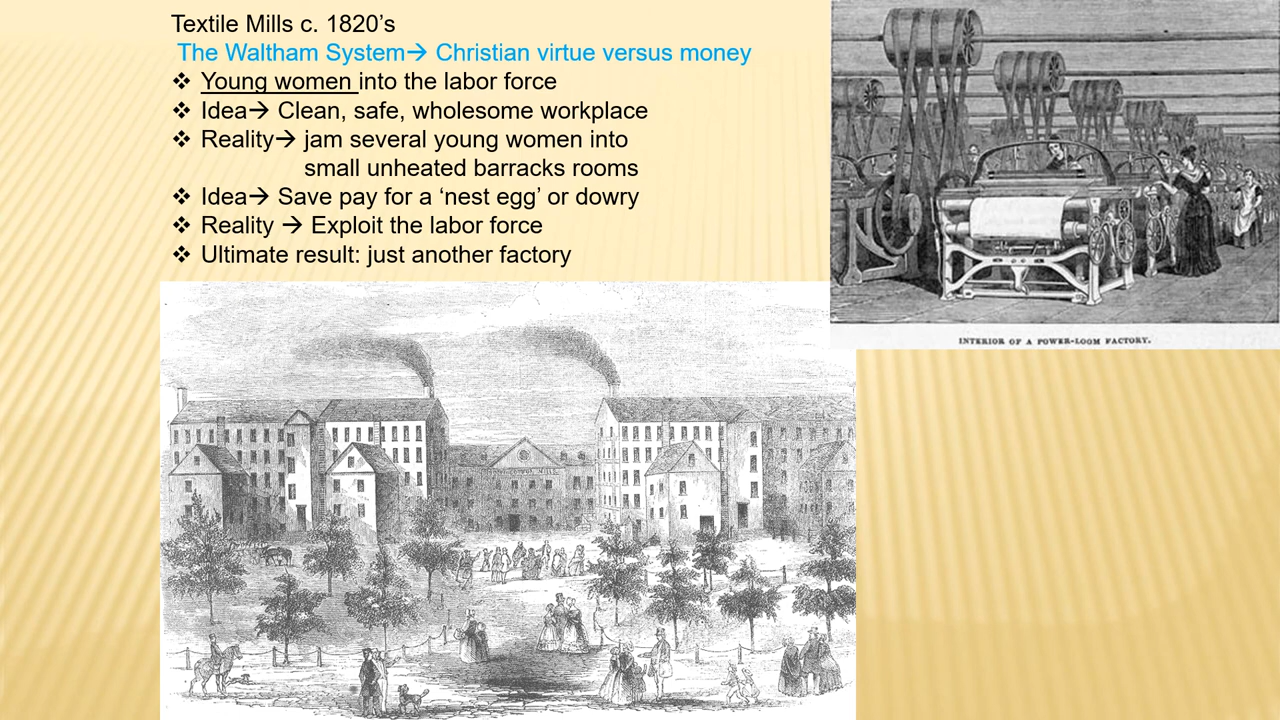 Textile Mills c. 1820’s
The Waltham System→ Christian virtue versus money
❖ Young women into the labor force
❖ Idea→ Clean, safe, wholesome workplace
❖ Reality→ jam several young women into
small unheated barracks rooms
❖ Idea→ Save pay for a ‘nest egg’ or dowry
❖ Reality → Exploit the labor force
❖ Ultimate result: just another factory
INTERIOR OF A POWER-LOOM FACTORY.